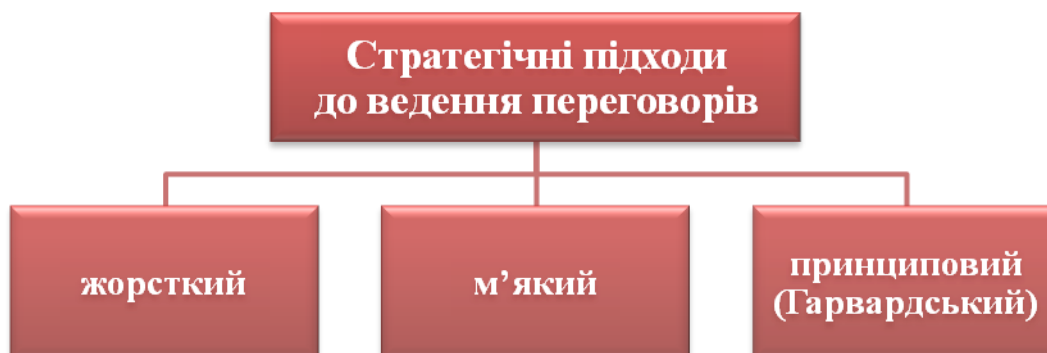 Стратегічні підходи
до ведення переговорів
жорсткий
м’який
принциповий
(Гарвардський)